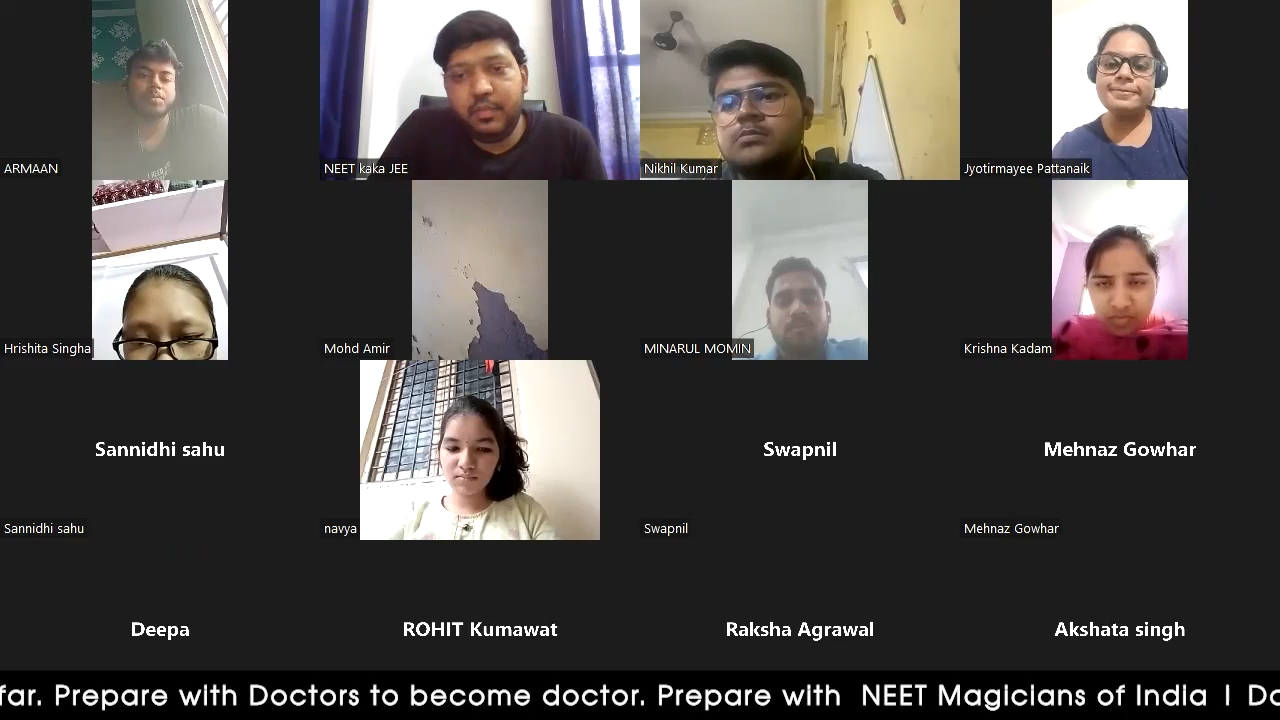 ARMAAN
NEET kaka JEE
Nikhil Kumar
Jyotirmayee Pattanaik
Hrishita Singha
Mohd Amir
MINARUL MOMIN
Krishna Kadam
Sannidhi sahu
Swapnil
Mehnaz Gowhar
Sannidhi sahu
navya
Swapnil
Mehnaz Gowhar
Deepa
ROHIT Kumawat
Raksha Agrawal
Akshata singh
far. Prepare with Doctors to become doctor. Prepare with NEET Magicians of India | Do